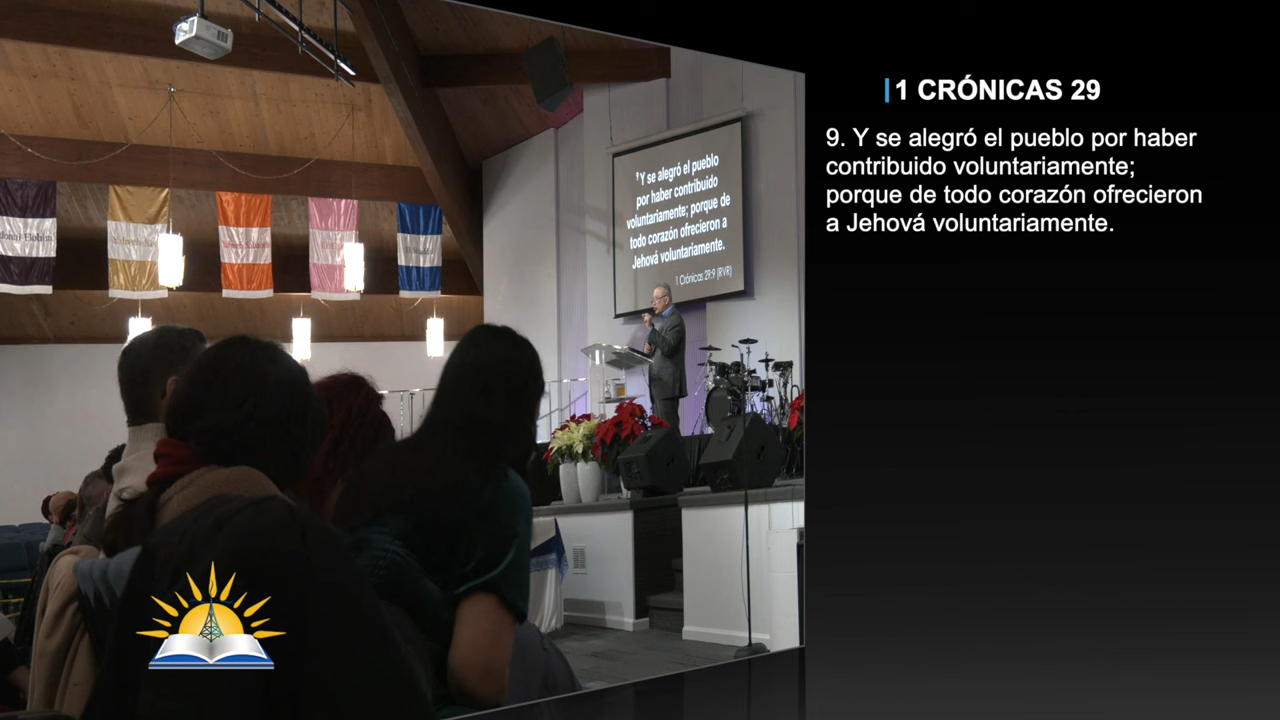 1 CRÓNICAS 29
9. Y se alegró el pueblo por haber
contribuido voluntariamente;
porque de todo corazón ofrecieron
a Jehová voluntariamente.
9Y se alegró el pueblo
por haber contribuido
voluntariamente; porque de
todo corazón ofrecieron a
Jehová voluntariamente.
1 Crónicas 29:9 (RVR)